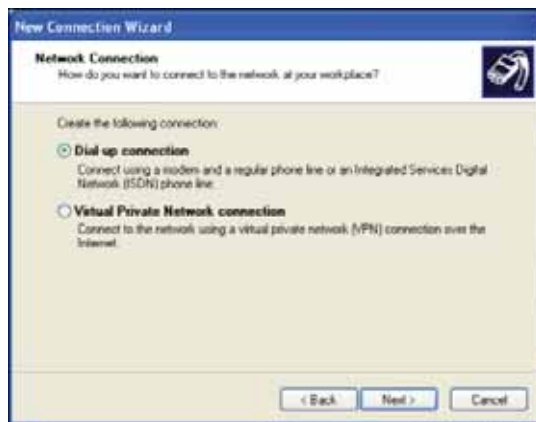 New Connection Wizard
Network Connection
How do you want to connect to the network at your workplace?
Create the following connection:
Dial-up connection
Connect using a modem and a regular phone line or an Integrated Services Digital
Network (ISDN) phone line.
Virtual Private Network connection
Connect to the network using a virtual private network (VPN) connection over the
Internet.
< Back
Next >
Cancel